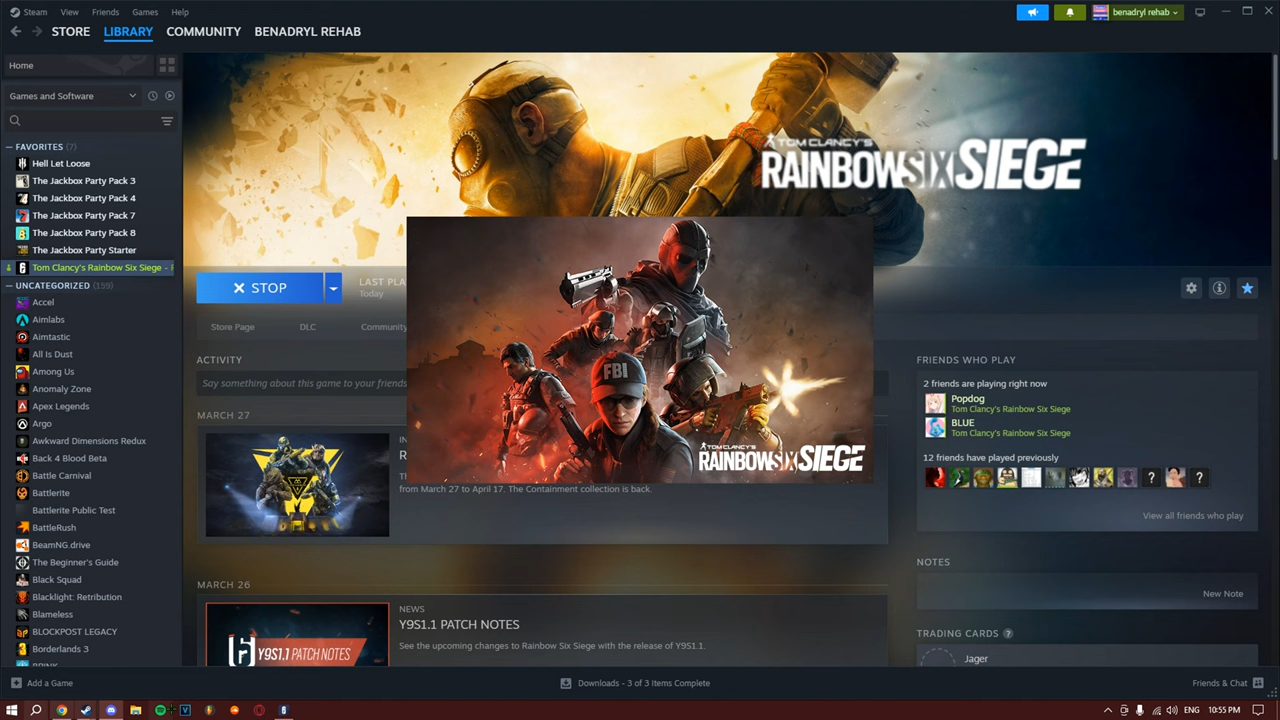 Steam View Friends Games Help
benadryl rehab
STORE LIBRARY COMMUNITY BENADRYL REHAB
Home
Games and Software
FAVORITES (7)
Hell Let Loose
The Jackbox Party Pack 3
The Jackbox Party Pack 4
The Jackbox Party Pack 7
The Jackbox Party Pack 8
The Jackbox Party Starter
Tom Clancy's Rainbow Six Siege -
UNCATEGORIZED (159)
Accel
Aimlabs
Aimtastic
All Is Dust
Among Us
Anomaly Zone
Apex Legends
Argo
Awkward Dimensions Redux
Back 4 Blood Beta
Battle Carnival
Battlerite
Battlerite Public Test
BattleRush
BeamNG.drive
The Beginner's Guide
Black Squad
Blacklight: Retribution
Blameless
BLOCKPOST LEGACY
Borderlands 3
BRINK
TOM CLANCY'S
RAINBOWSIX SIEGE
STOP
LAST PLA
Today
Store Page DLC Community
ACTIVITY
Say something about this game to your friends
MARCH 27
FBI
TOM CLANCY'S
RAINBOWSIX SIEGE
from March 27 to April 17. The Containment collection is back.
MARCH 26
Y9S1.1 PATCH NOTES
NEWS
Y9S1.1 PATCH NOTES
See the upcoming changes to Rainbow Six Siege with the release of Y9S1.1.
FRIENDS WHO PLAY
2 friends are playing right now
Popdog
Tom Clancy's Rainbow Six Siege
BLUE
Tom Clancy's Rainbow Six Siege
12 friends have played previously
? ?
View all friends who play
NOTES
New Note
TRADING CARDS ?
Jager
Add a Game
Downloads - 3 of 3 Items Complete
Friends & Chat
ENG 10:55 PM